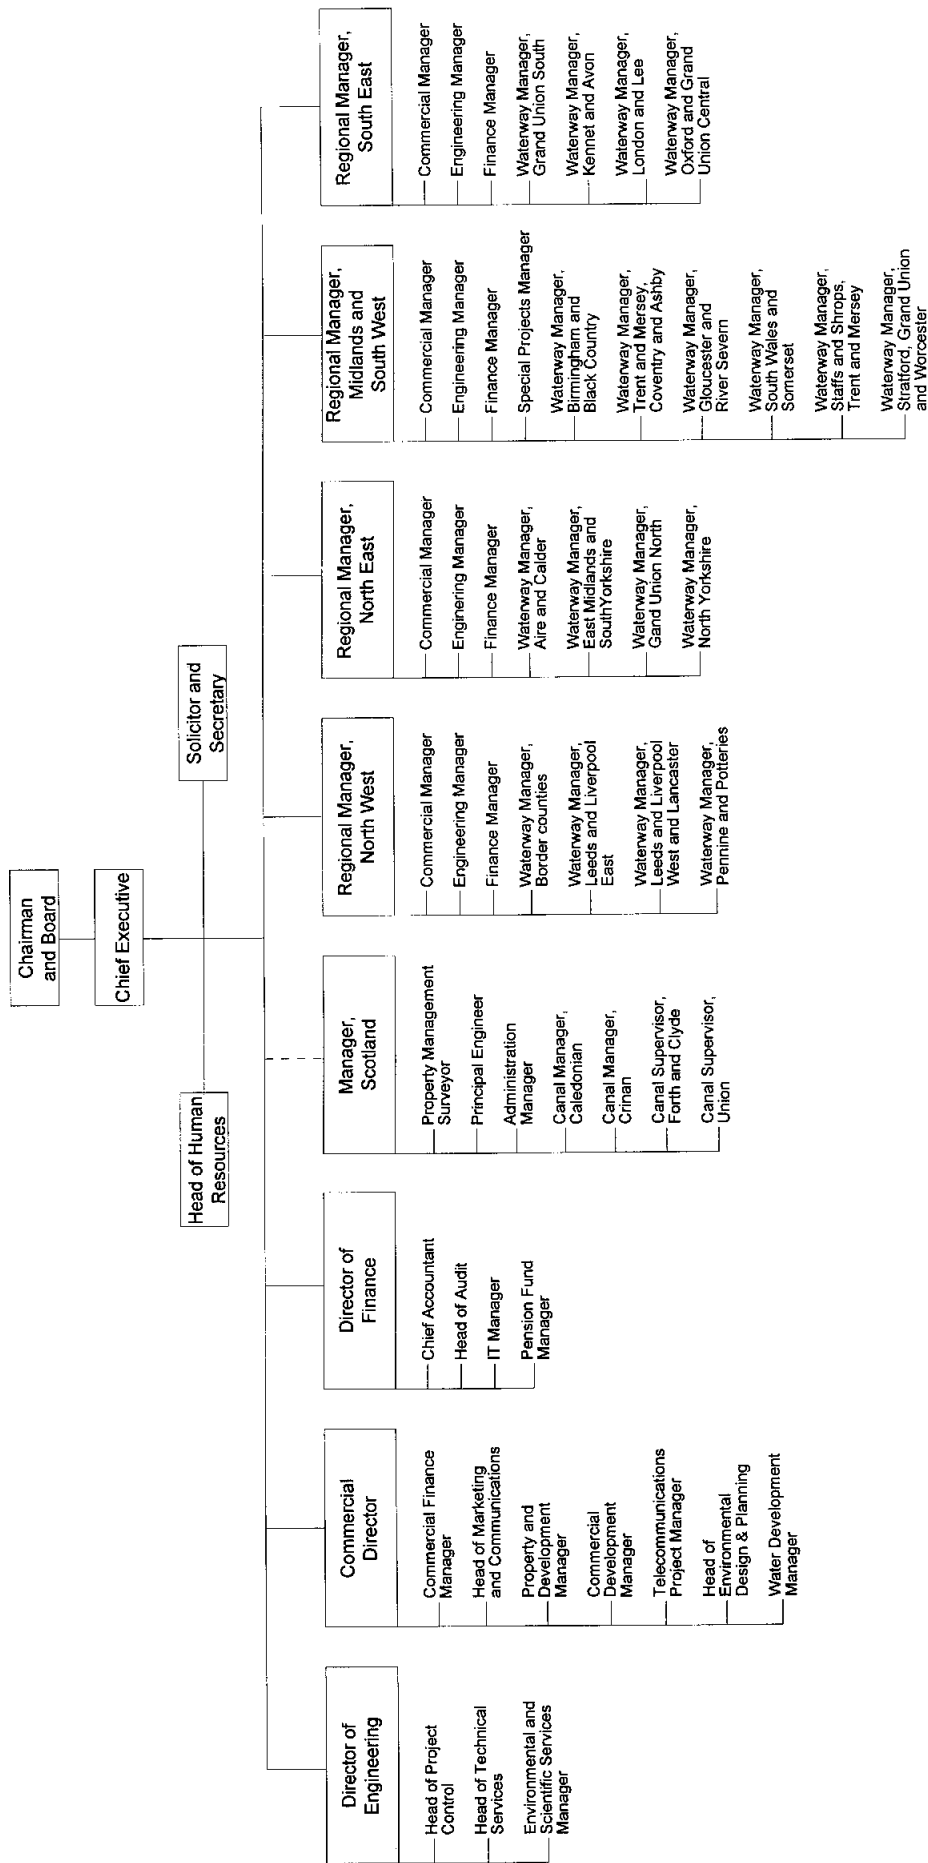 Chairman
and Board
Chief Executive
Head of Human
Resources
Solicitor and
Secretary
Director of
Engineering
Head of Project
Control
Head of Technical
Services
Environmental and
Scientific Services
Manager
Commercial
Director
Commercial Finance
Manager
Head of Marketing
and Communications
Property and
Development
Manager
Commercial
Development
Manager
Telecommunications
Project Manager
Head of
Environmental
Design & Planning
Water Development
Manager
Director of
Finance
Chief Accountant
Head of Audit
IT Manager
Pension Fund
Manager
Manager,
Scotland
Property Management
Surveyor
Principal Engineer
Administration
Manager
Canal Manager,
Caledonian
Canal Manager,
Crinan
Canal Supervisor,
Forth and Clyde
Canal Supervisor,
Union
Regional Manager,
North West
Commercial Manager
Engineering Manager
Finance Manager
Waterway Manager,
Border counties
Waterway Manager,
Leeds and Liverpool
East
Waterway Manager,
Leeds and Liverpool
West and Lancaster
Waterway Manager,
Pennine and Potteries
Regional Manager,
North East
Commercial Manager
Enginering Manager
Finance Manager
Waterway Manager,
Aire and Calder
Waterway Manager,
East Midlands and
SouthYorkshire
Waterway Manager,
Gand Union North
Waterway Manager,
North Yorkshire
Regional Manager,
Midlands and
South West
Commercial Manager
Engineering Manager
Finance Manager
Special Projects Manager
Waterway Manager,
Birmingham and
Black Country
Waterway Manager,
Trent and Mersey,
Coventry and Ashby
Waterway Manager,
Gloucester and
River Severn
Waterway Manager,
South Wales and
Somerset
Waterway Manager,
Staffs and Shrops,
Trent and Mersey
Waterway Manager,
Stratford, Grand Union
and Worcester
Regional Manager,
South East
Commercial Manager
Engineering Manager
Finance Manager
Waterway Manager,
Grand Union South
Waterway Manager,
Kennet and Avon
Waterway Manager,
London and Lee
Waterway Manager,
Oxford and Grand
Union Central